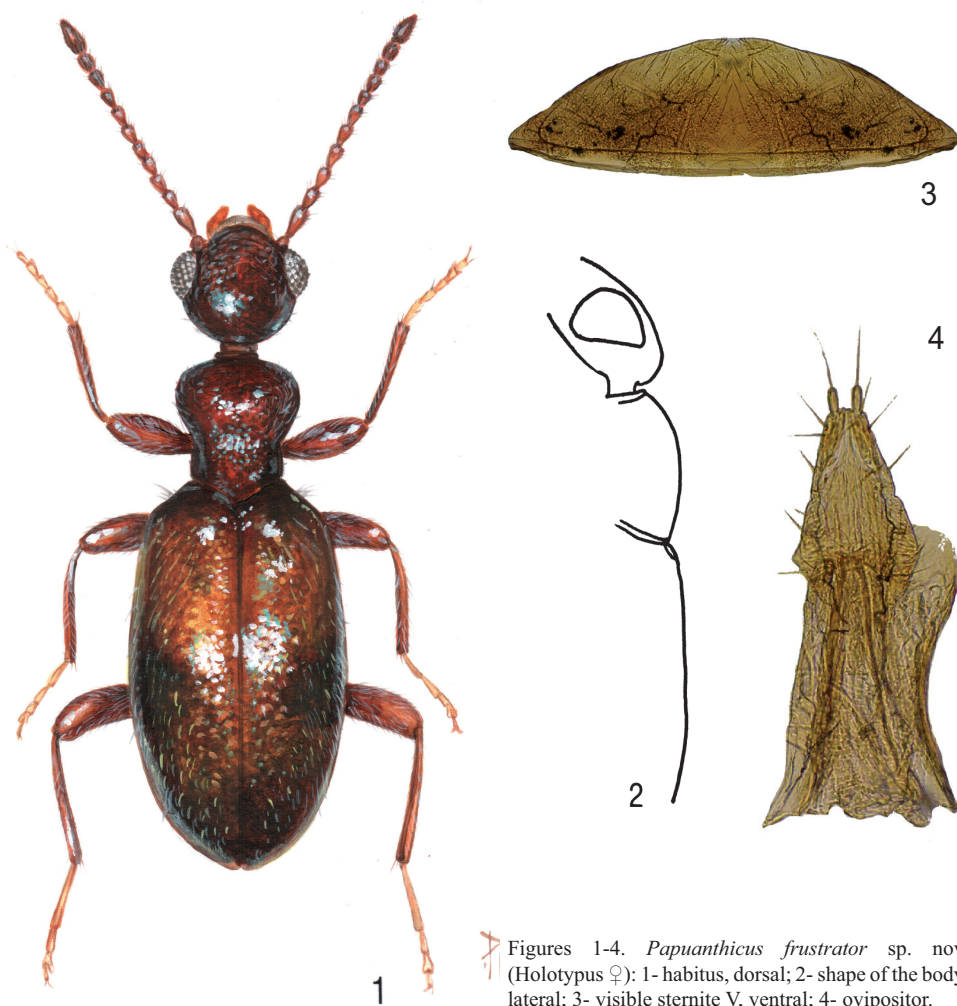 3
4
2
1
Figures 1-4. Papuanthicus frustrator sp. nov
(Holotypus ♀): 1- habitus, dorsal; 2- shape of the body
lateral; 3- visible sternite V, ventral; 4- ovipositor.